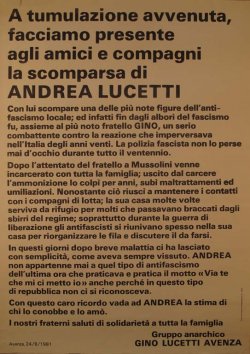 A tumulazione avvenuta,
facciamo presente
agli amici e compagni
la scomparsa di
ANDREA LUCETTI
Con lui scompare una delle più note figure dell'anti-
fascismo locale; ed infatti fin dagli albori del fascismo
fu, assieme al più noto fratello GINO, un serio
combattente contro la reazione che imperversava
nell'Italia degli anni venti. La polizia fascista non lo perse
mai d'occhio durante tutto il ventennio.
Dopo l'attentato del fratello a Mussolini venne
incarcerato con tutta la famiglia; uscito dal carcere
l'ammonizione lo colpì per anni, subì maltrattamenti ed
umiliazioni. Nonostante ciò riuscì a mantenere i contatti
con i compagni di lotta; la sua casa molte volte
serviva da rifugio per molti che passavano braccati dagli
sbirri del regime; soprattutto durante la guerra di
liberazione gli antifascisti si riunivano spesso nella sua
casa per riorganizzare le fila e discutere il da farsi.
In questi giorni dopo breve malattia ci ha lasciato
con semplicità, come aveva sempre vissuto. ANDREA
non appartenne mai a quel tipo di antifascismo
dell'ultima ora che praticava e pratica il motto «Via te
che mi ci metto io» anche perché in questo tipo
di repubblica non ci si riconosceva.
Con questo caro ricordo vada ad ANDREA la stima di
chi lo conobbe e lo amò.
I nostri fraterni saluti di solidarietà a tutta la famiglia
Gruppo anarchico
GINO LUCETTI AVENZA
Avenza, 24/8/1981